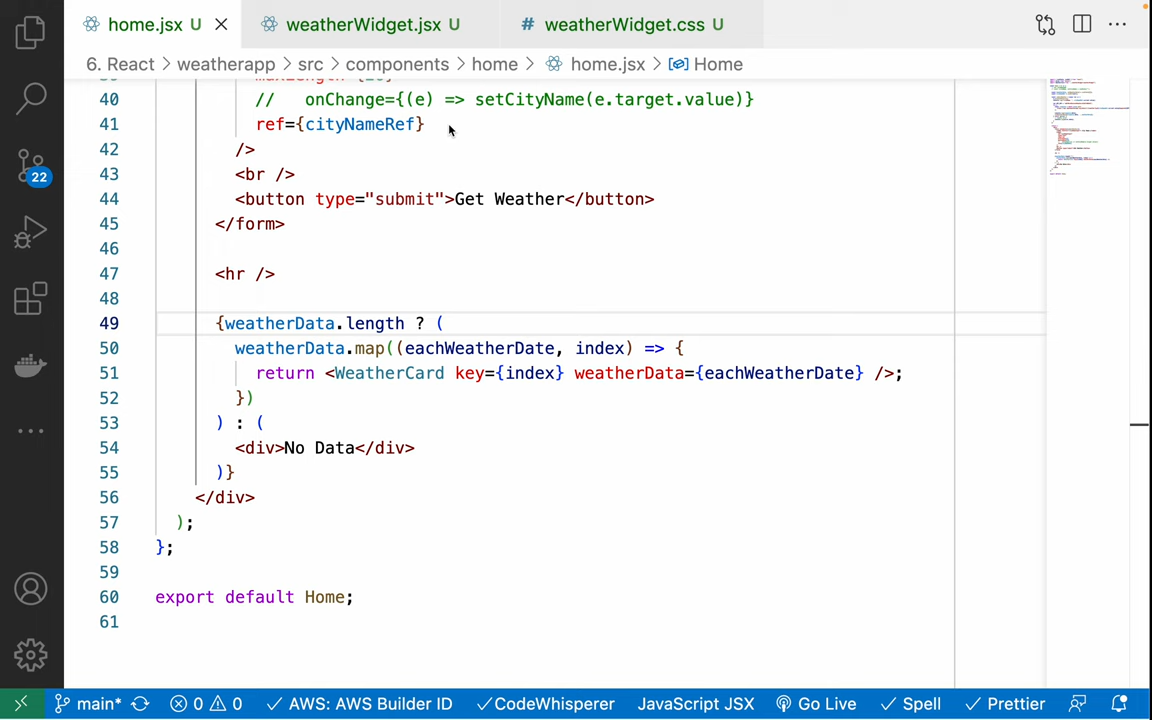 home.jsx U
weatherWidget.jsx U
# weatherWidget.css U
6. React > weatherapp > src > components > home > home.jsx > Home
40 // onChange={(e) => setCityName(e.target.value)}
41 ref={cityNameRef}
42 />
43 <br />
44 <button type="submit">Get Weather</button>
45 </form>
46
47 <hr />
48
49 {weatherData.length ? (
50 weatherData.map((eachWeatherDate, index) => {
51 return <WeatherCard key={index} weatherData={eachWeatherDate} />;
52 })
53 ) : (
54 <div>No Data</div>
55 )}
56 </div>
57 );
58 };
59
60 export default Home;
61
22
main* 0 0 AWS: AWS Builder ID CodeWhisperer JavaScript JSX Go Live Spell Prettier